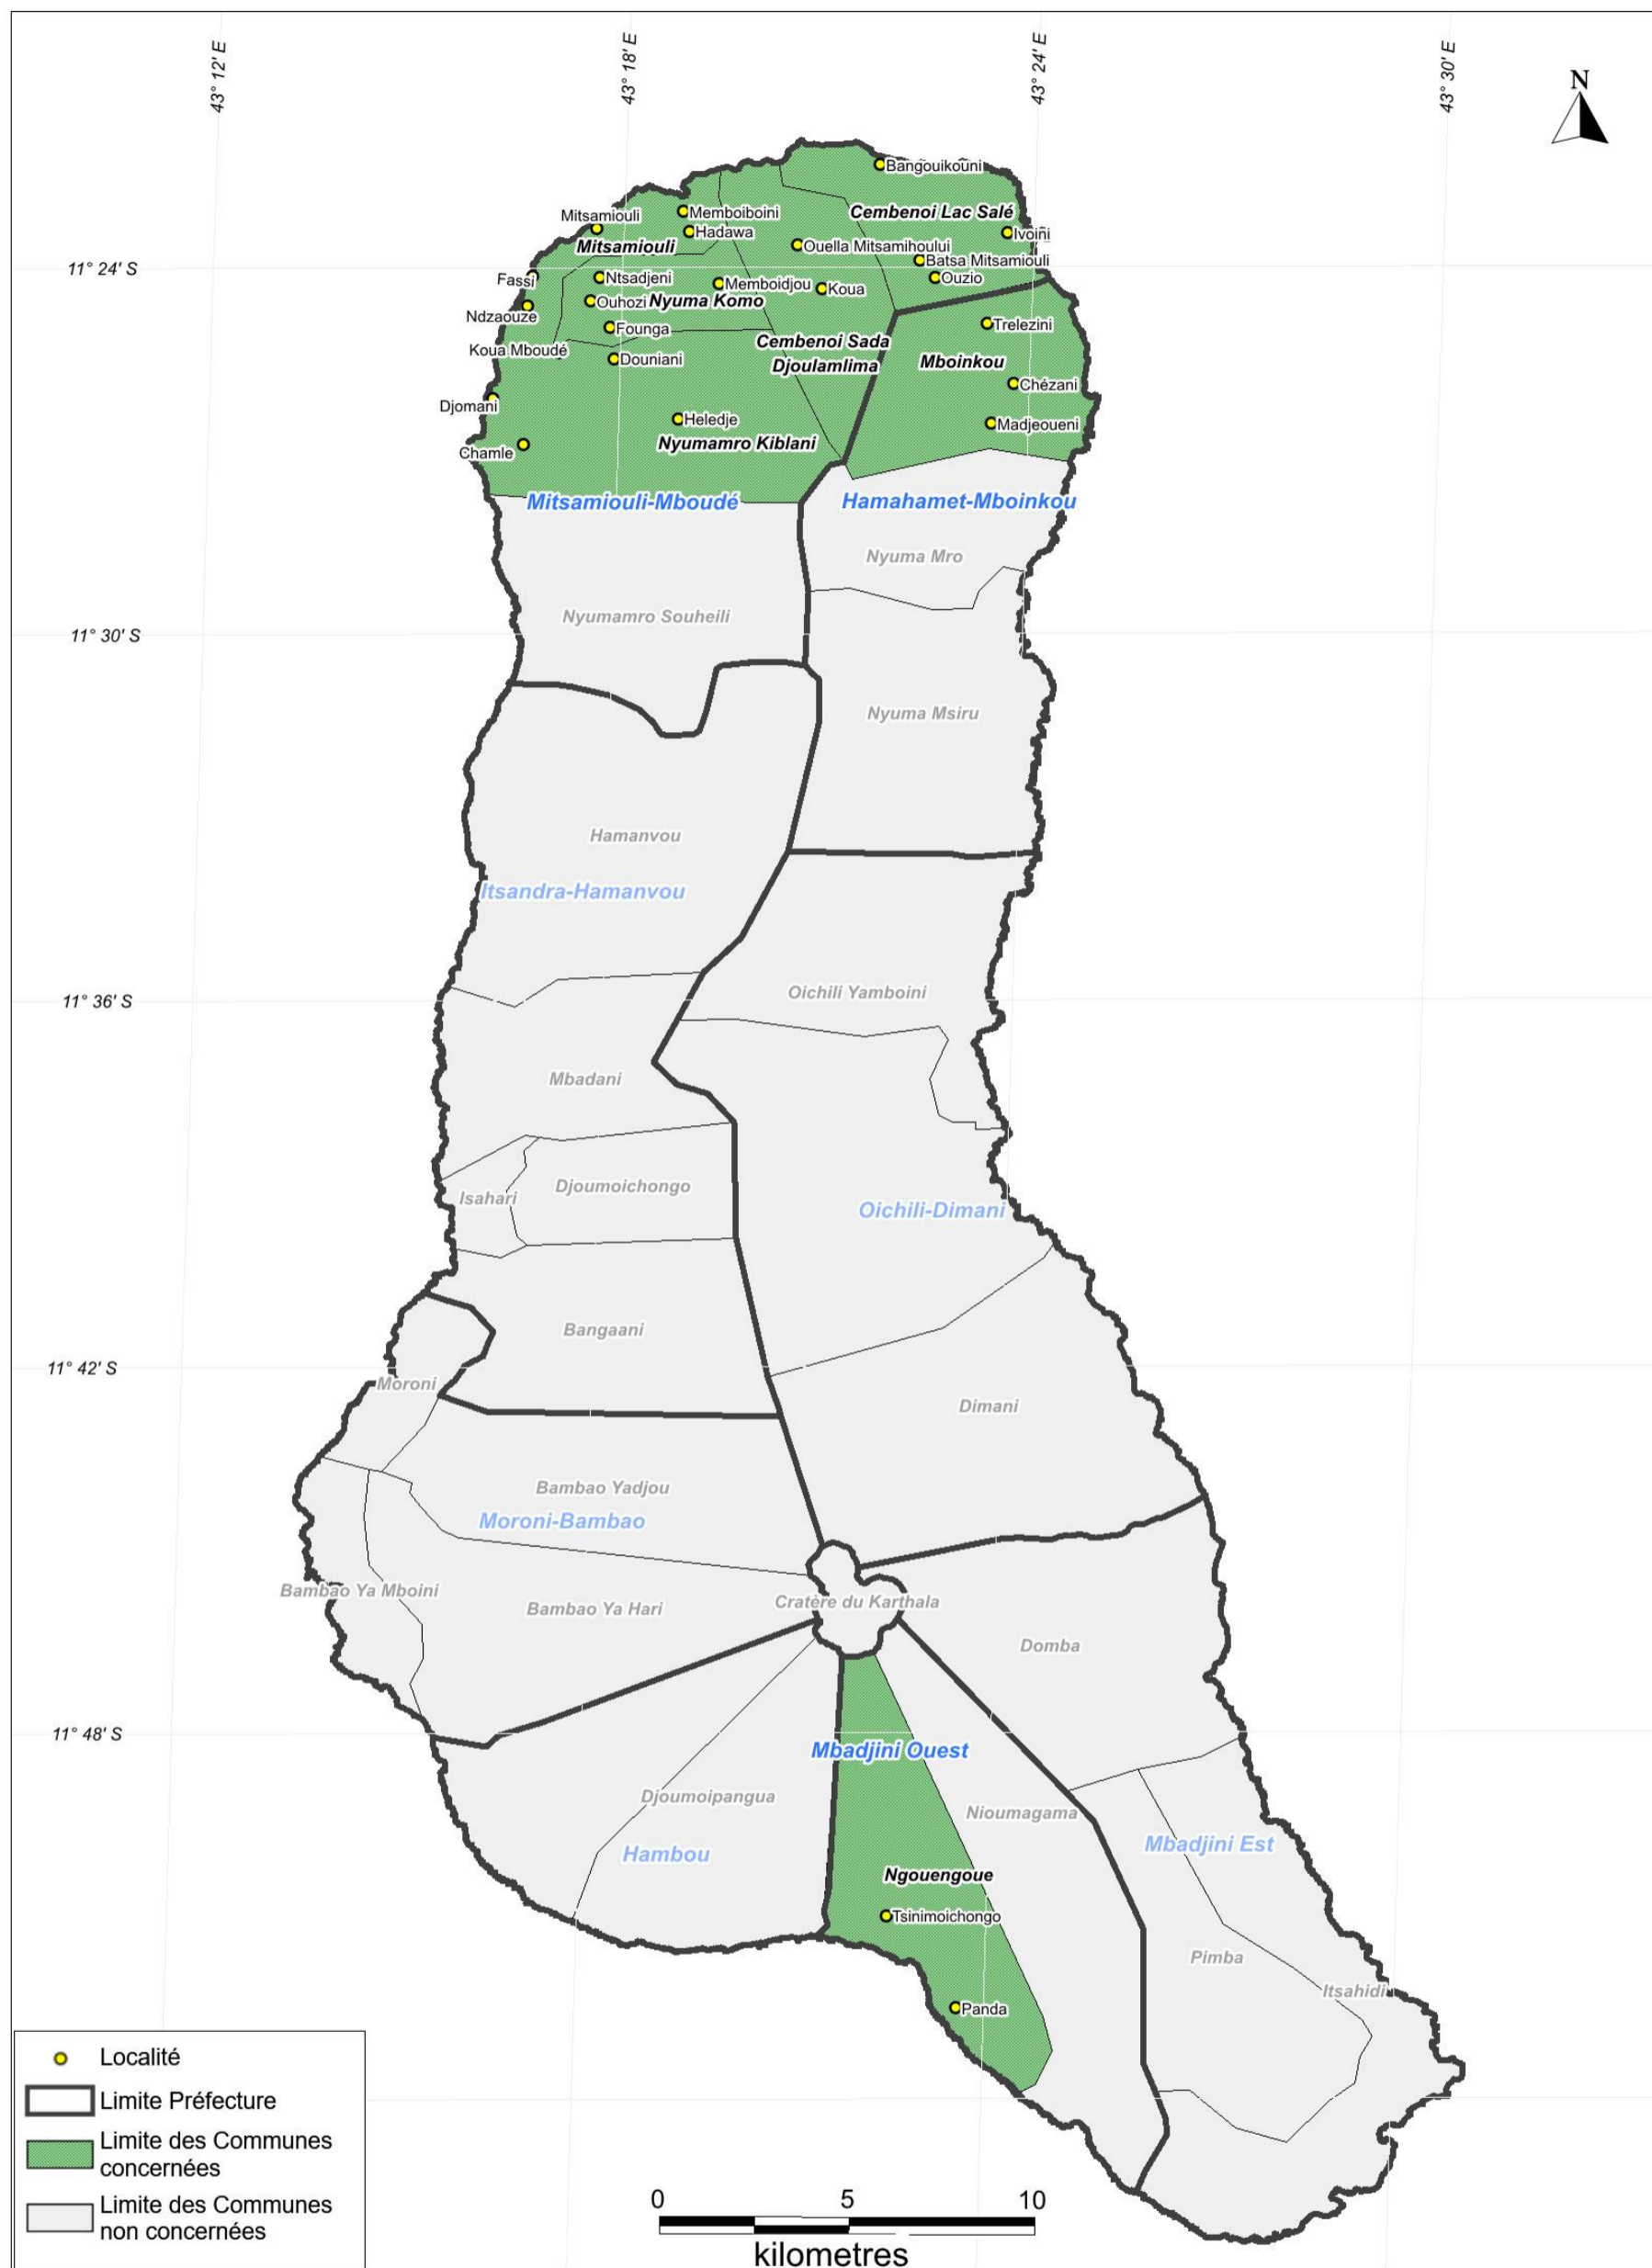 43° 12' E
43° 18' E
43° 24' E
43° 30' E
N
Bangouikouni
Mitsamiouli
Memboiboini
Cembenoi Lac Salé
Hadawa
Ivoini
Mitsamiouli
Ouella Mitsamihoului
Batsa Mitsamiouli
11° 24' S
Fassi
Ntsadjeni
Memboidjou
Koua
Ouzio
Ouhozi
Nyuma Komo
Ndzaouze
Founga
Trelezini
Cembenoi Sada
Djoulamlima
Koua Mboudé
Douniani
Mboinkou
Chézani
Djomani
Heledje
Madjeoueni
Nyumamro Kiblani
Chamle
Mitsamiouli-Mboudé
Hamahamet-Mboinkou
Nyuma Mro
Nyumamro Souheili
11° 30' S
Nyuma Msiru
Hamanvou
Itsandra-Hamanvou
Oichili Yamboini
11° 36' S
Mbadani
Djoumoichongo
Isahari
Oichili-Dimani
Bangaani
11° 42' S
Moroni
Dimani
Bambao Yadjou
Moroni-Bambao
Bambao Ya Mboini
Cratère du Karthala
Bambao Ya Hari
Domba
11° 48' S
Mbadjini Ouest
Djoumoipangua
Nioumagama
Hambou
Mbadjini Est
Ngouengoue
Tsinimoichongo
Pimba
Itsahidi
Panda
Localité
Limite Préfecture
Limite des Communes
concernées
Limite des Communes
non concernées
0 5 10
kilometres